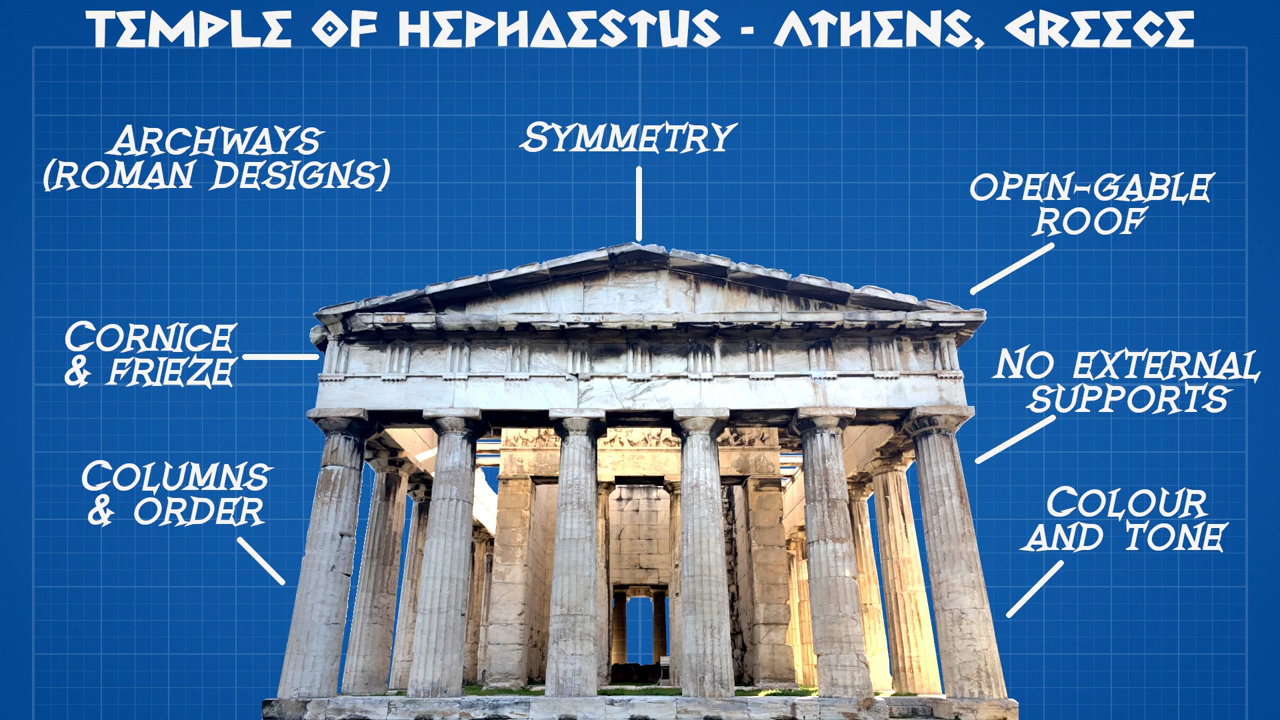 TEMPLE OF HEPHAESTUS - ATHENS, GREECE
ARCHWAYS
(ROMAN DESIGNS)
SYMMETRY
OPEN-GABLE
ROOF
CORNICE
& FRIEZE
NO EXTERNAL
SUPPORTS
COLUMNS
& ORDER
COLOUR
AND TONE